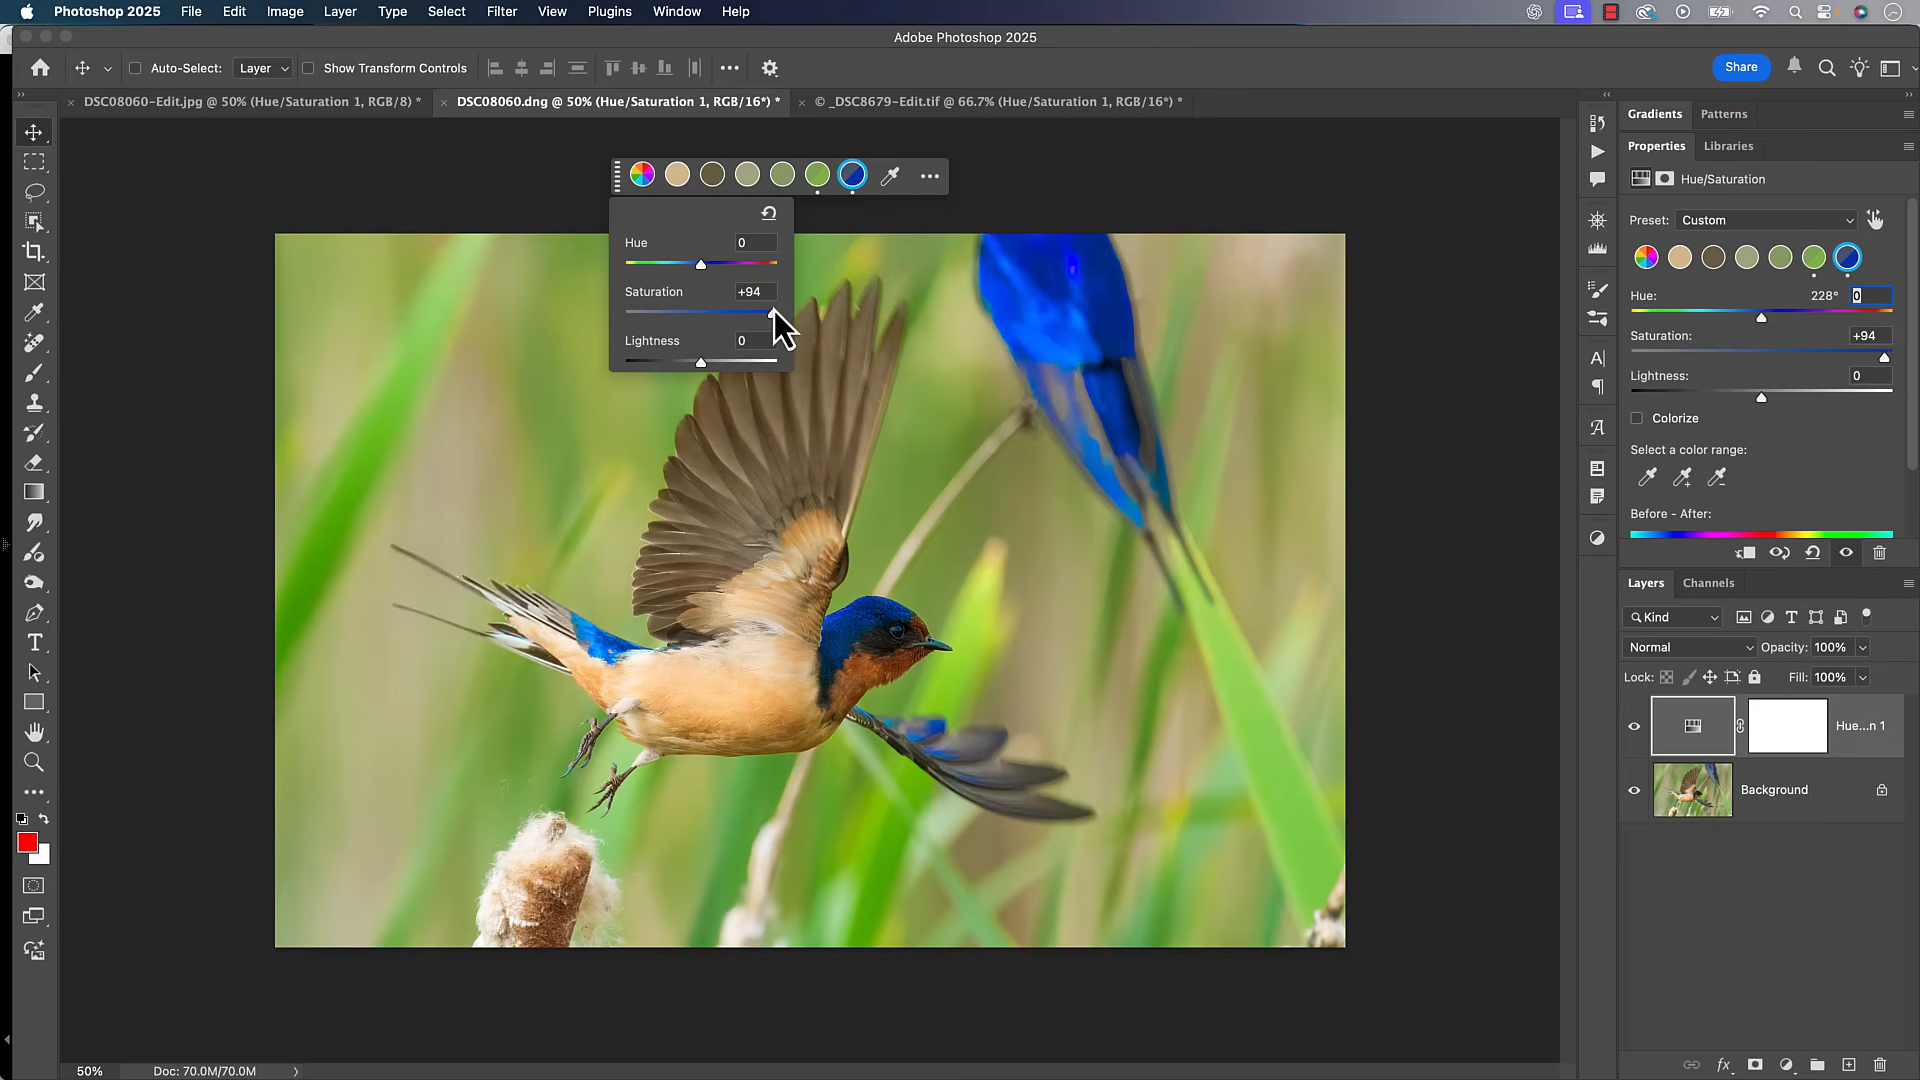 Photoshop 2025 File Edit Image Layer Type Select Filter View Plugins Window Help
Adobe Photoshop 2025
Auto-Select: Layer Show Transform Controls Share
DSC08060-Edit.jpg @ 50% (Hue/Saturation 1, RGB/8) * DSC08060.dng @ 50% (Hue/Saturation 1, RGB/16*) * © _DSC8679-Edit.tif @ 66.7% (Hue/Saturation 1, RGB/16*) *
Hue 0
Saturation +94
Lightness 0
Gradients Patterns
Properties Libraries
Hue/Saturation
Preset: Custom
Hue: 228° 0
Saturation: +94
Lightness: 0
Colorize
Select a color range:
Before - After:
Layers Channels
Kind
Normal Opacity: 100%
Lock: Fill: 100%
Hue...n 1
Background
50% Doc: 70.0M/70.0M